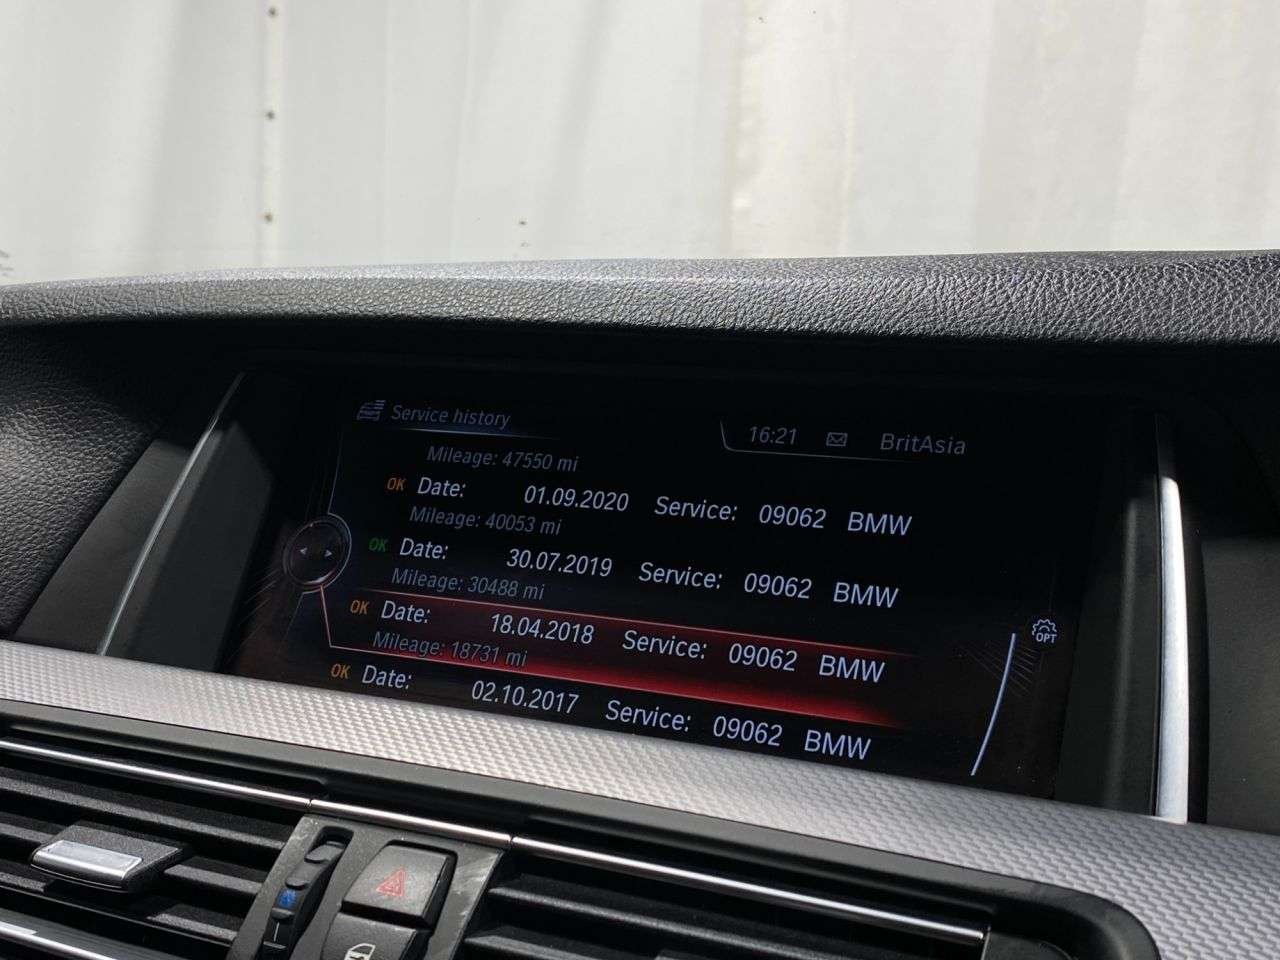 Service history
16:21 BritAsia
Mileage: 47550 mi
OK Date: 01.09.2020 Service: 09062 BMW
Mileage: 40053 mi
OK Date: 30.07.2019 Service: 09062 BMW
Mileage: 30488 mi
OK Date: 18.04.2018 Service: 09062 BMW
Mileage: 18731 mi
OK Date: 02.10.2017 Service: 09062 BMW
OPT